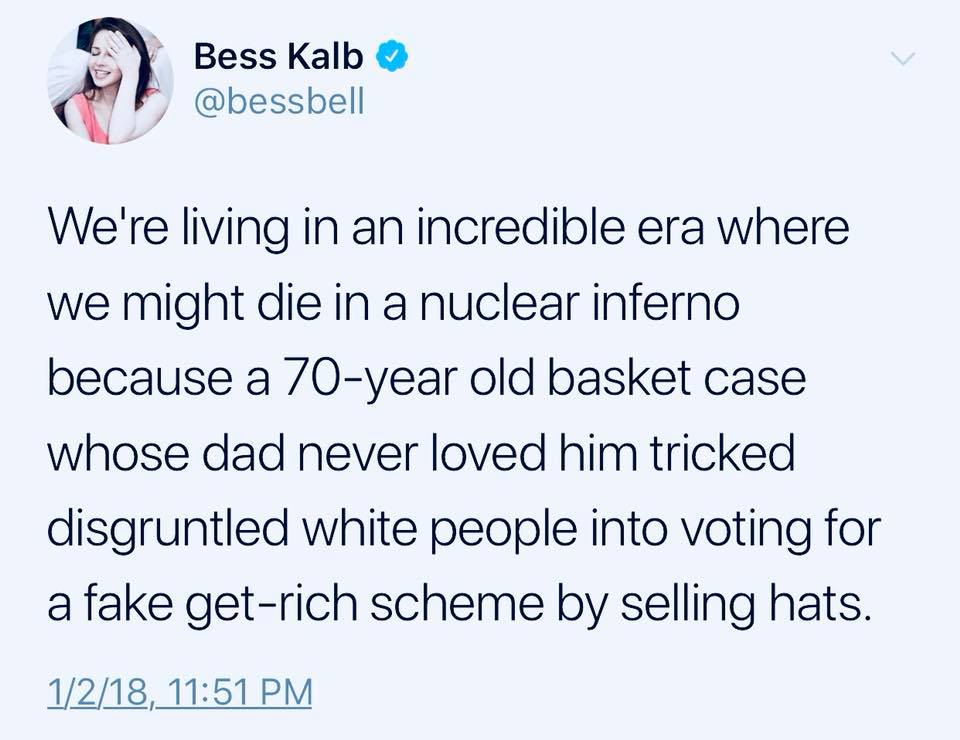 Bess Kalb
@bessbell
We're living in an incredible era where
we might die in a nuclear inferno
because a 70-year old basket case
whose dad never loved him tricked
disgruntled white people into voting for
a fake get-rich scheme by selling hats.
1/2/18, 11:51 PM